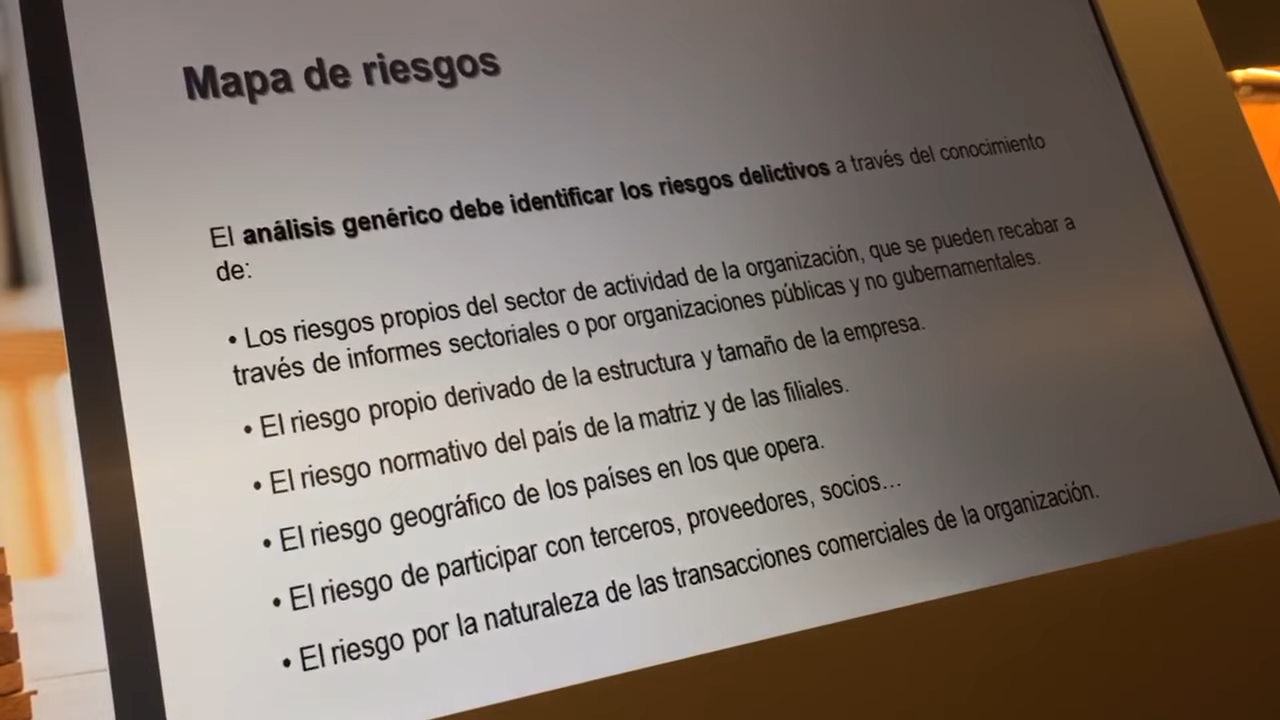 Mapa de riesgos
El análisis genérico debe identificar los riesgos delictivos a través del conocimiento
de:
• Los riesgos propios del sector de actividad de la organización, que se pueden recabar a
través de informes sectoriales o por organizaciones públicas y no gubernamentales.
• El riesgo propio derivado de la estructura y tamaño de la empresa.
• El riesgo normativo del país de la matriz y de las filiales.
• El riesgo geográfico de los países en los que opera.
• El riesgo de participar con terceros, proveedores, socios…
• El riesgo por la naturaleza de las transacciones comerciales de la organización.